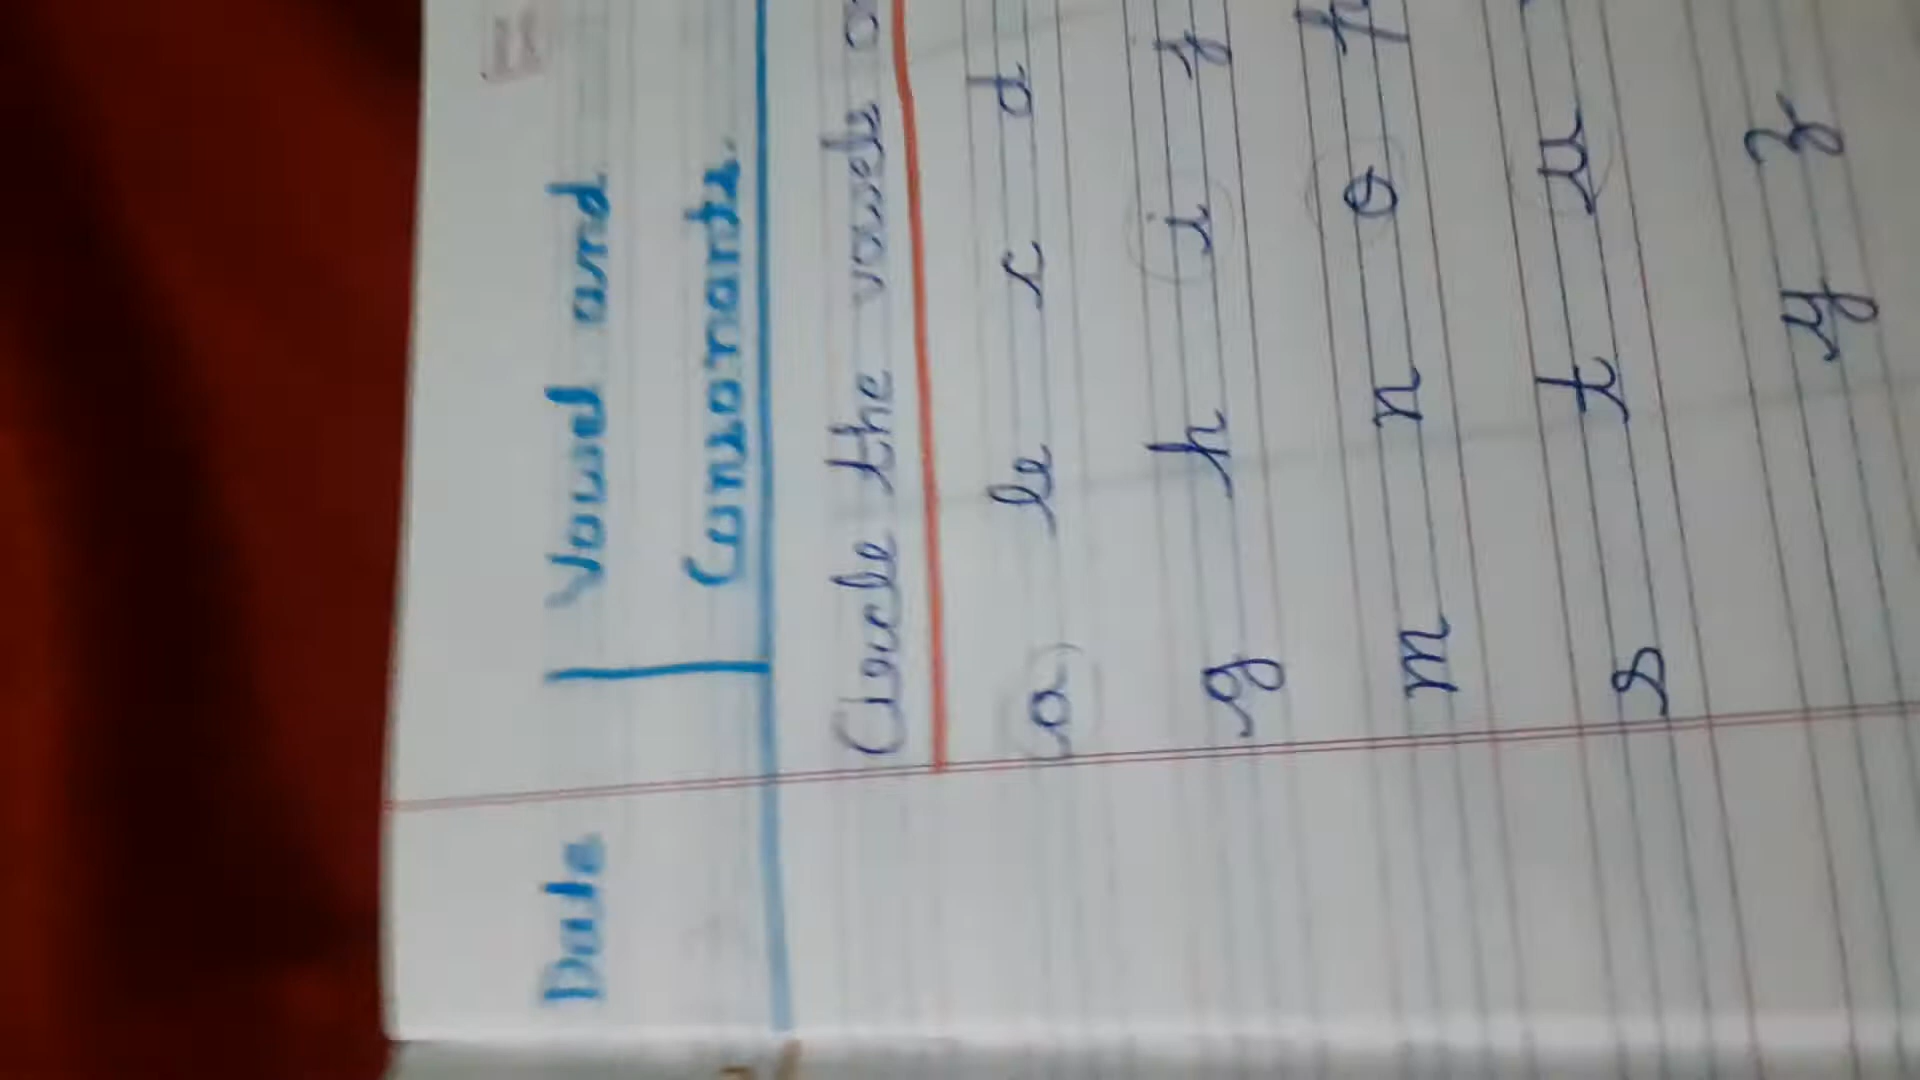 Date Vowel and
Consonants.
Circle the vowels
a b c d
g h i j
m n o p
s t u
y z